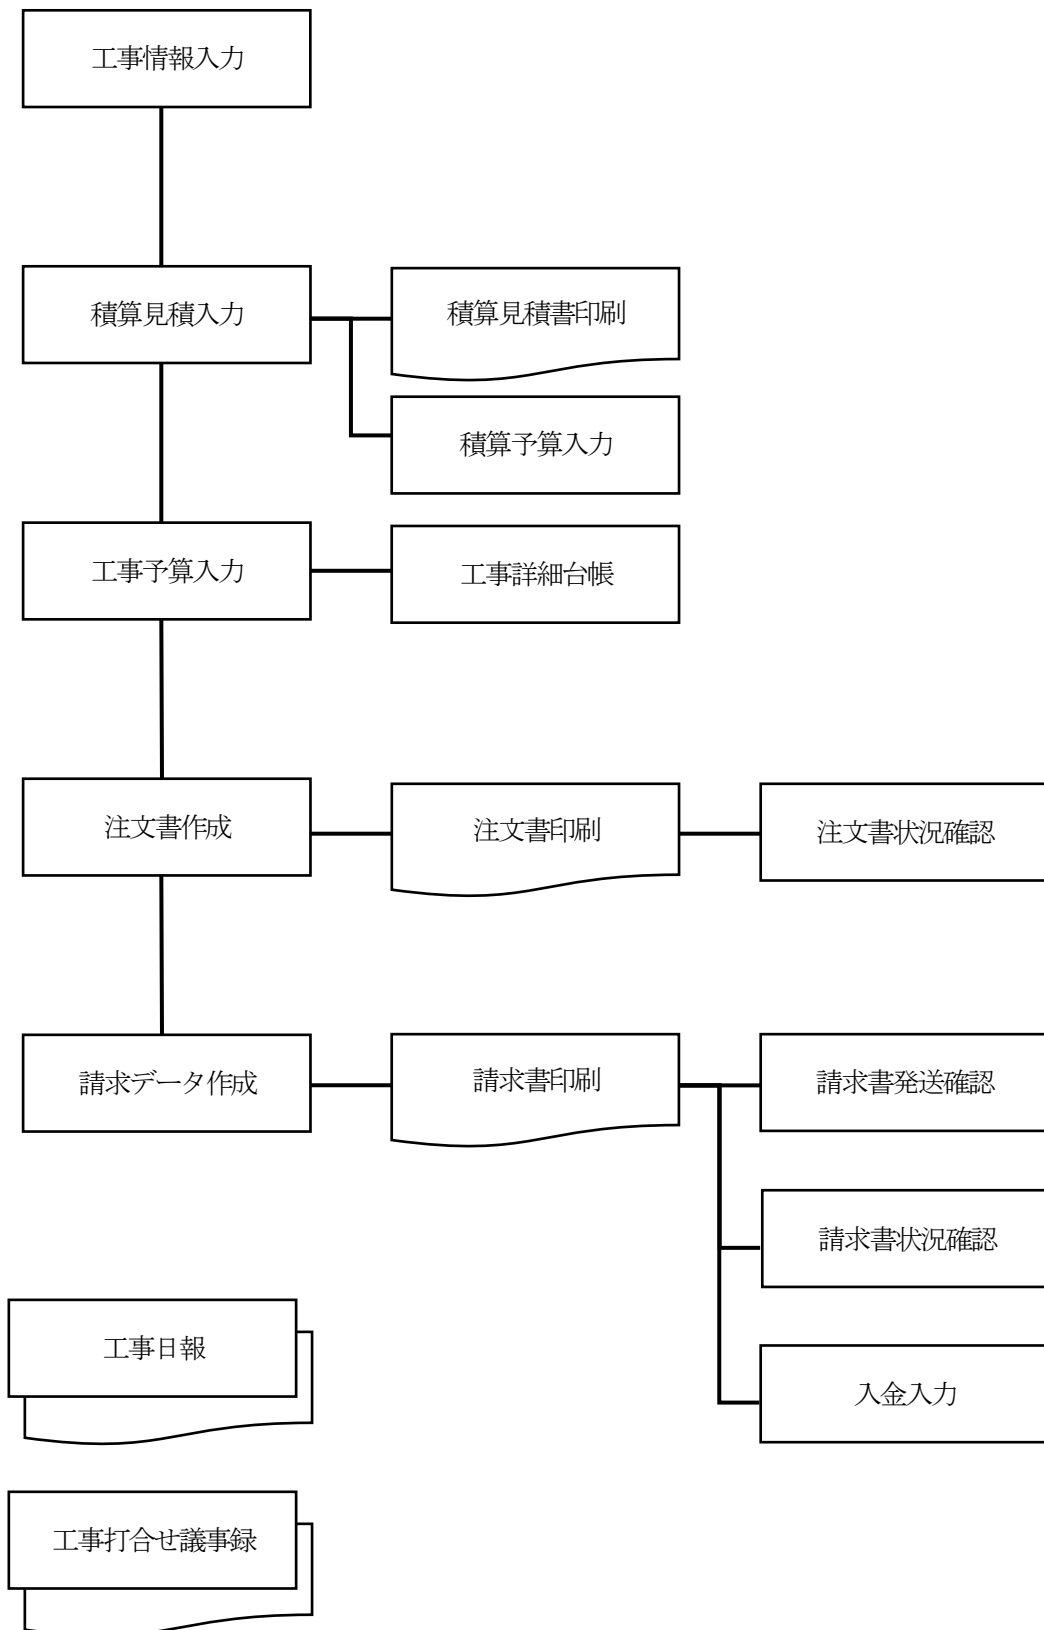 工事情報入力
積算見積入力
積算見積書印刷
積算予算入力
工事予算入力
工事詳細台帳
注文書作成
注文書印刷
注文書状況確認
請求データ作成
請求書印刷
請求書発送確認
請求書状況確認
工事日報
入金入力
工事打合せ議事録